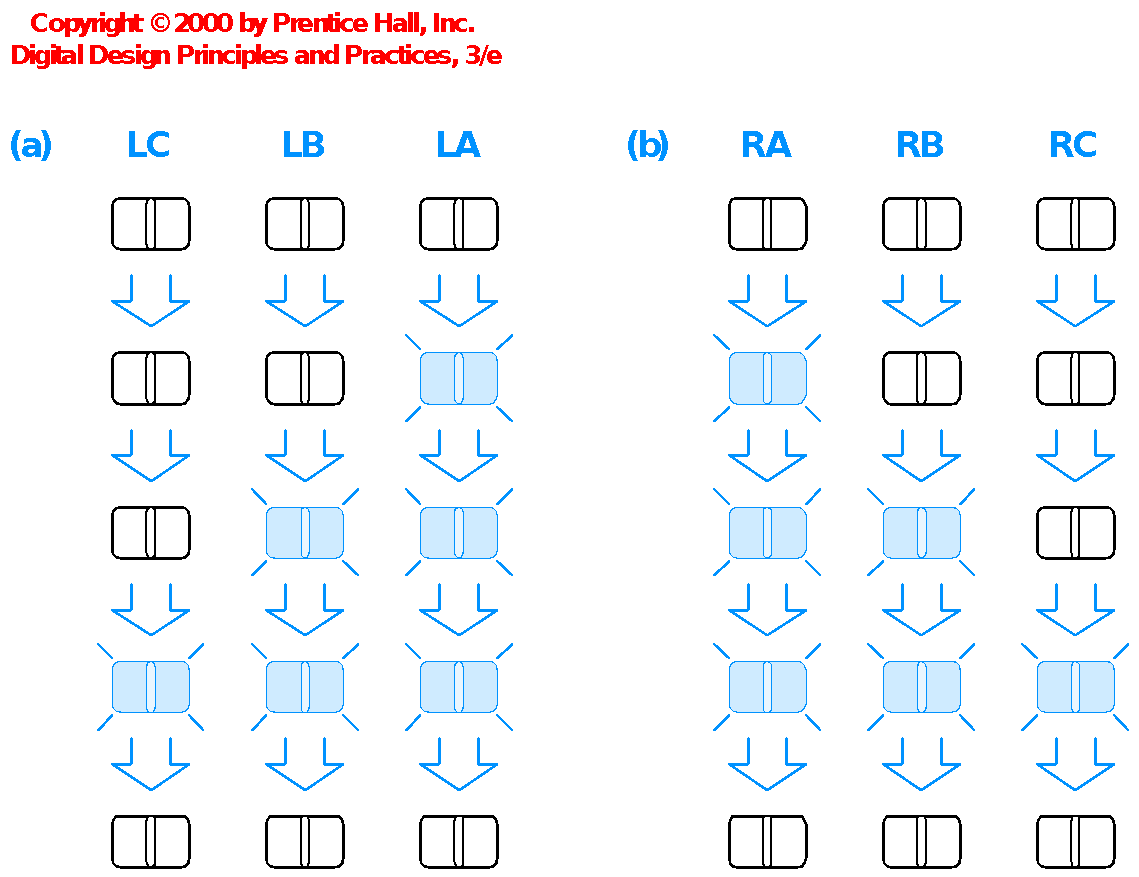 Copyright © 2000 by Prentice Hall, Inc.
Digital Design Principles and Practices, 3/e
(a) LC LB LA (b) RA RB RC